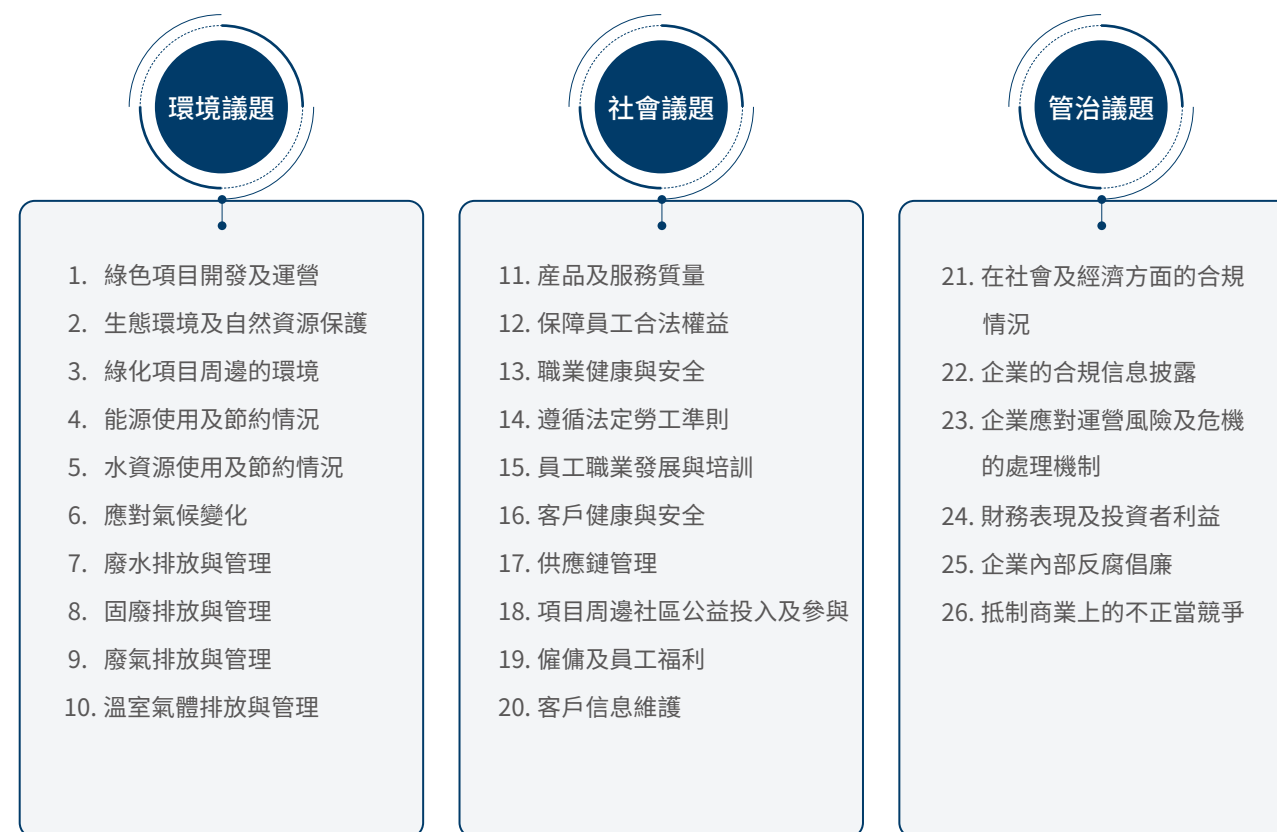 環境議題
1. 綠色項目開發及運營
2. 生態環境及自然資源保護
3. 綠化項目周邊的環境
4. 能源使用及節約情況
5. 水資源使用及節約情況
6. 應對氣候變化
7. 廢水排放與管理
8. 固廢排放與管理
9. 廢氣排放與管理
10. 溫室氣體排放與管理
社會議題
11. 産品及服務質量
12. 保障員工合法權益
13. 職業健康與安全
14. 遵循法定勞工準則
15. 員工職業發展與培訓
16. 客戶健康與安全
17. 供應鏈管理
18. 項目周邊社區公益投入及參與
19. 僱傭及員工福利
20. 客戶信息維護
管治議題
21. 在社會及經濟方面的合規
情況
22. 企業的合規信息披露
23. 企業應對運營風險及危機
的處理機制
24. 財務表現及投資者利益
25. 企業內部反腐倡廉
26. 抵制商業上的不正當競爭